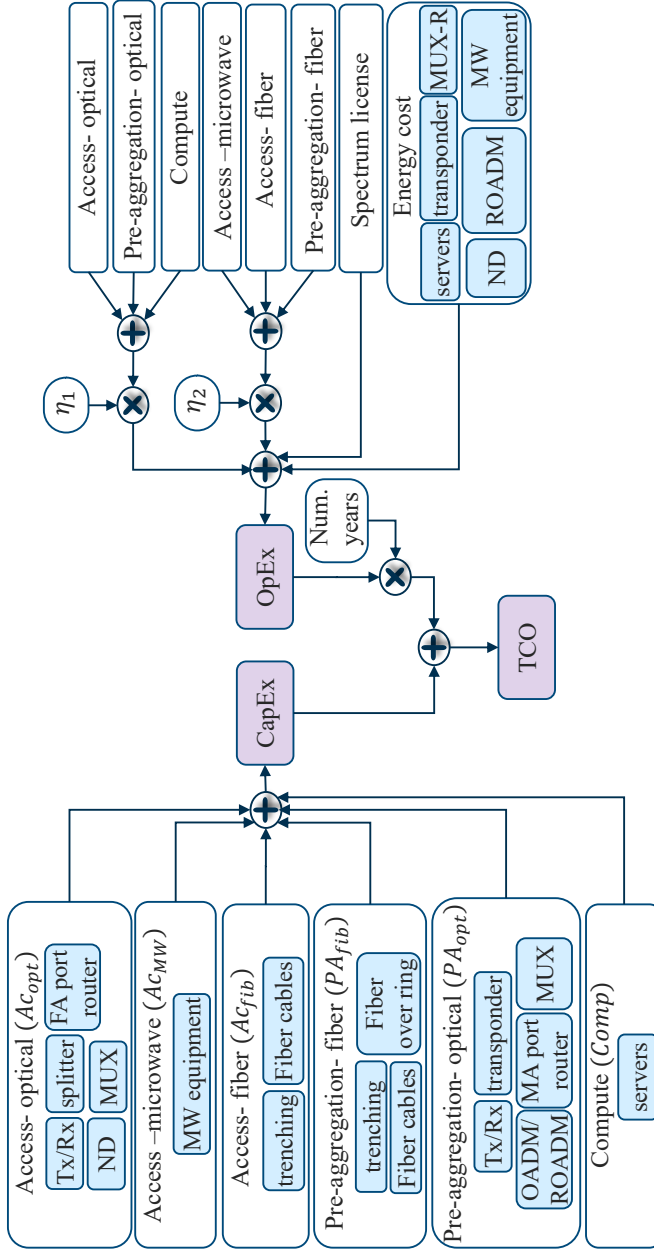 Access- optical (Ac_opt)
Tx/Rx
splitter
FA port
router
ND
MUX
Access –microwave (Ac_MW)
MW equipment
Access- fiber (Ac_fib)
trenching
Fiber cables
Pre-aggregation- fiber (PA_fib)
trenching
Fiber
over ring
Fiber cables
Pre-aggregation- optical (PA_opt)
Tx/Rx
transponder
OADM/
ROADM
MA port
router
MUX
Compute (Comp)
servers
CapEx
OpEx
Num.
years
TCO
η1
η2
Access- optical
Pre-aggregation- optical
Compute
Access –microwave
Access- fiber
Pre-aggregation- fiber
Spectrum license
Energy cost
servers
transponder
MUX-R
ND
ROADM
MW
equipment